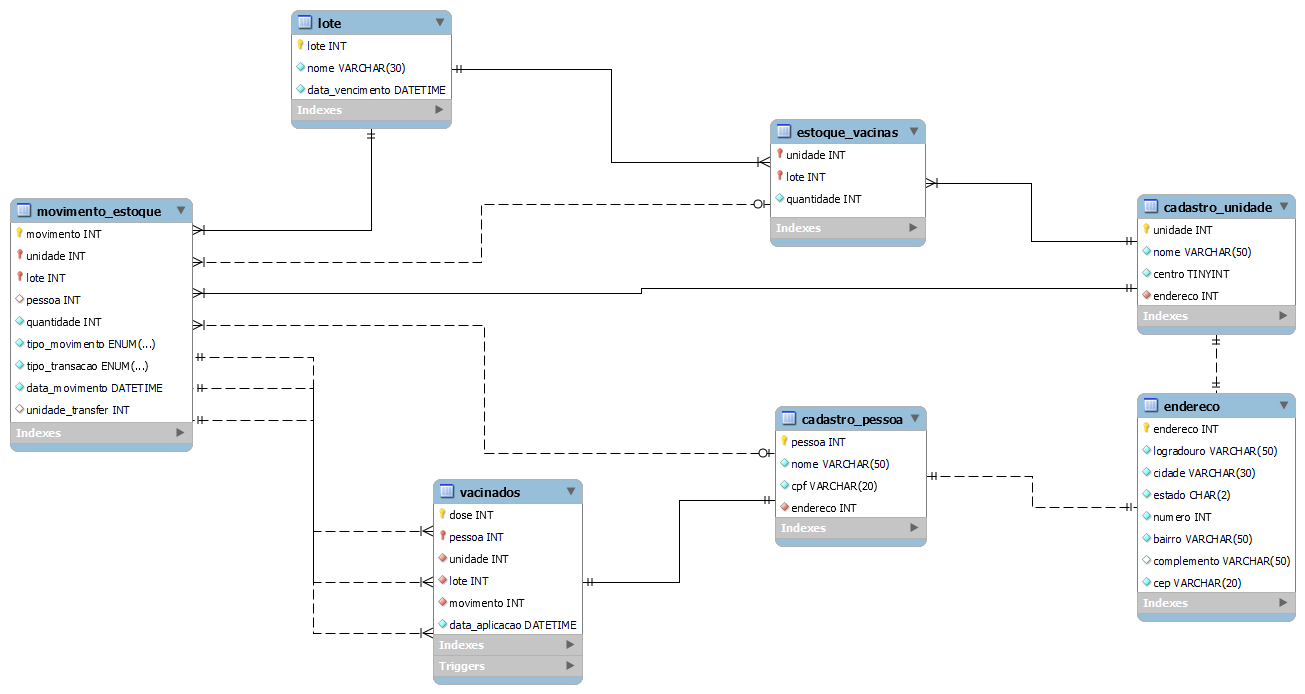 lote
lote INT
nome VARCHAR(30)
data_vencimento DATETIME
Indexes
estoque_vacinas
unidade INT
lote INT
quantidade INT
Indexes
movimento_estoque
movimento INT
unidade INT
lote INT
pessoa INT
quantidade INT
tipo_movimento ENUM(...)
tipo_transacao ENUM(...)
data_movimento DATETIME
unidade_transfer INT
Indexes
cadastro_unidade
unidade INT
nome VARCHAR(50)
centro TINYINT
endereco INT
Indexes
cadastro_pessoa
pessoa INT
nome VARCHAR(50)
cpf VARCHAR(20)
endereco INT
Indexes
endereco
endereco INT
logradouro VARCHAR(50)
cidade VARCHAR(30)
estado CHAR(2)
numero INT
bairro VARCHAR(50)
complemento VARCHAR(50)
cep VARCHAR(20)
Indexes
vacinados
dose INT
pessoa INT
unidade INT
lote INT
movimento INT
data_aplicacao DATETIME
Indexes
Triggers